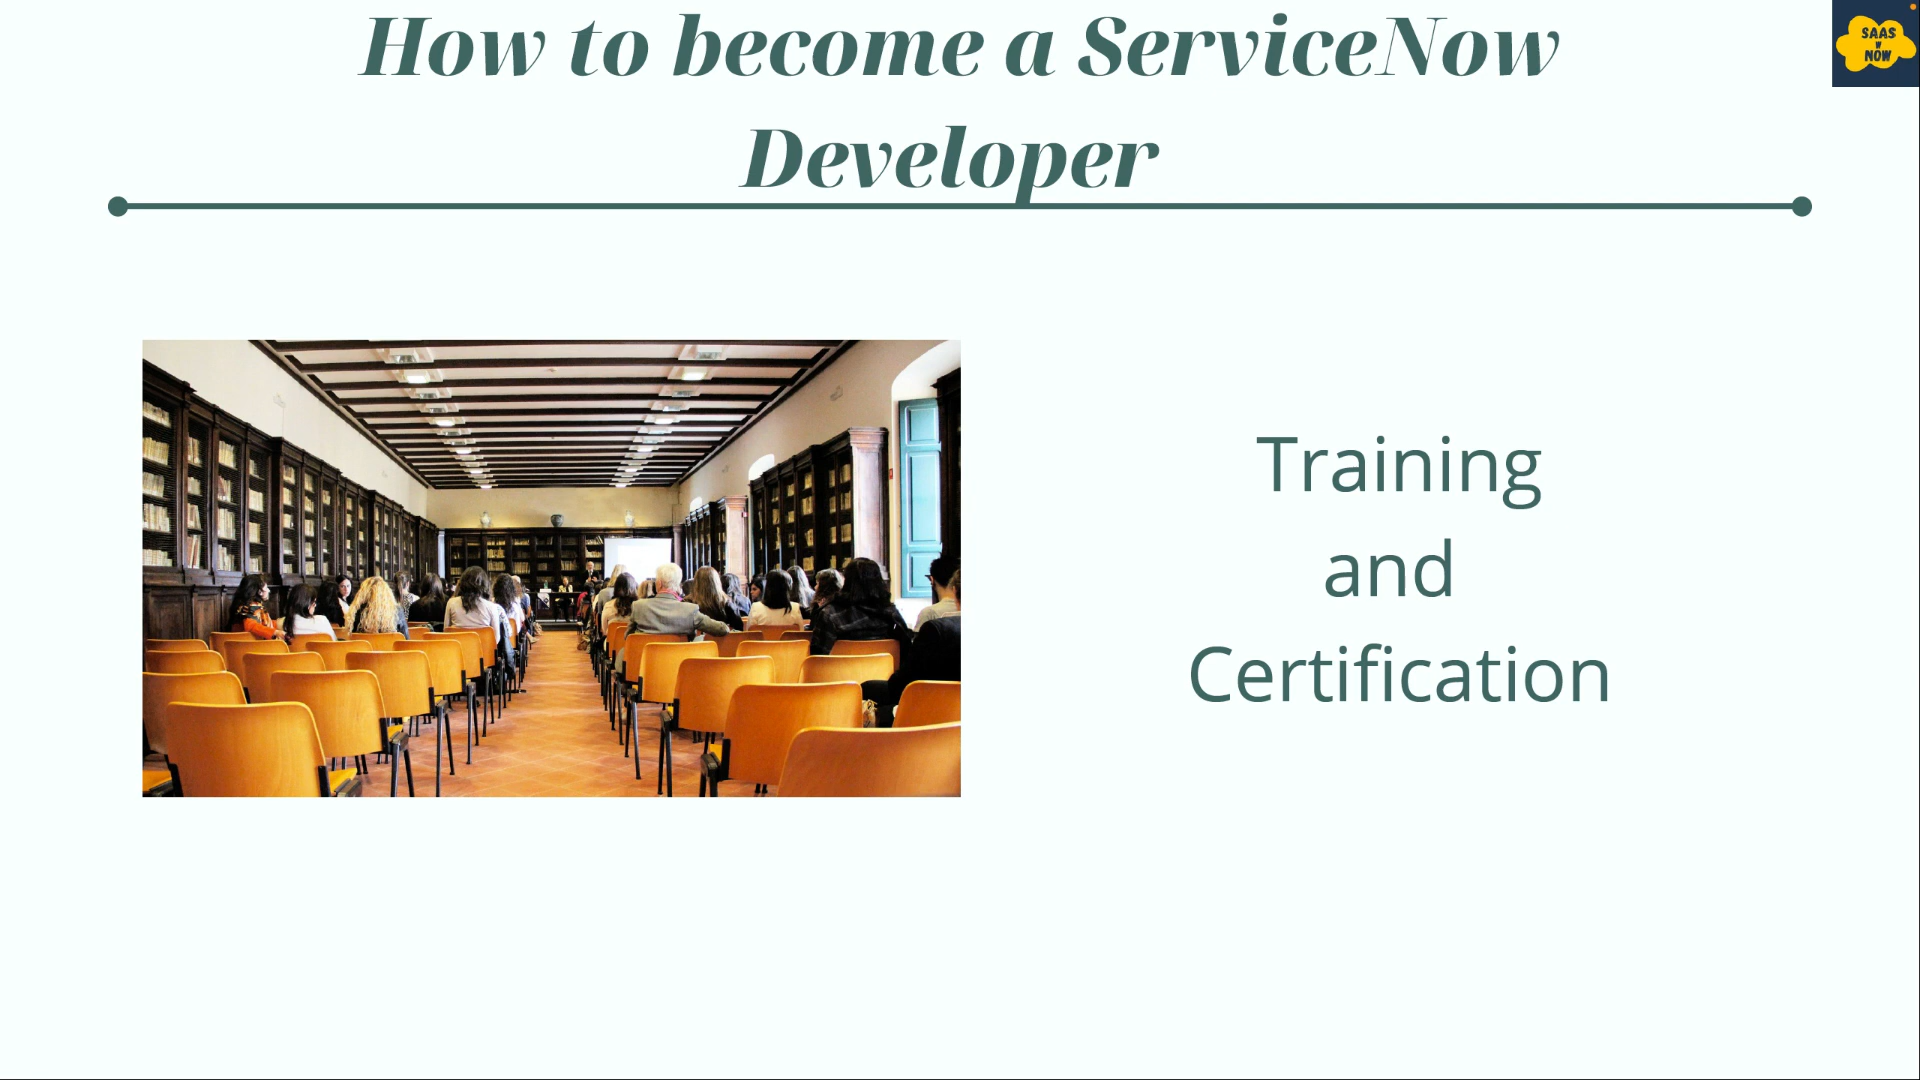 How to become a ServiceNow
Developer
SAAS
N
NOW
Training
and
Certification